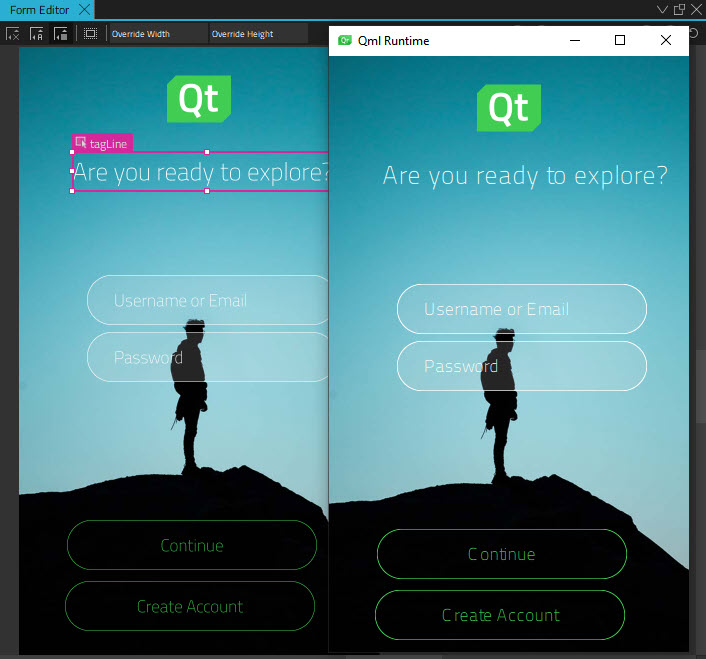 Form Editor
Override Width
Override Height
Qt
tagLine
Are you ready to explore?
Username or Email
Password
Continue
Create Account
Qt Qml Runtime
Qt
Are you ready to explore?
Username or Email
Password
Continue
Create Account